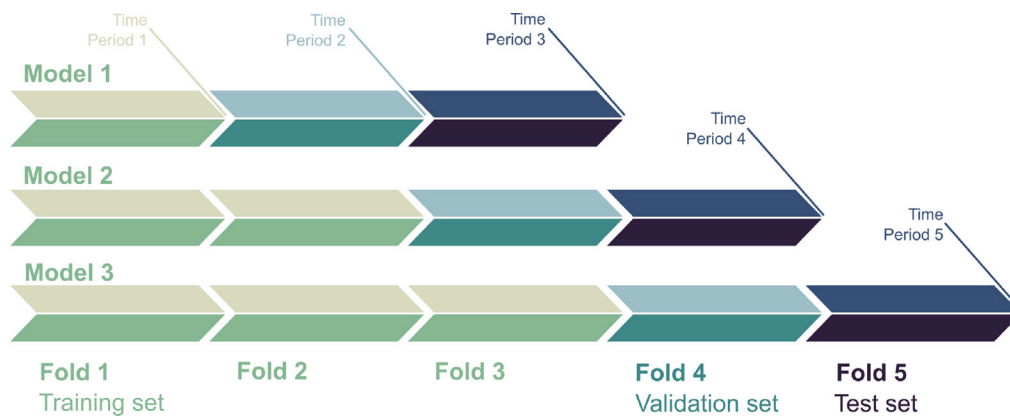 Time
Period 1
Time
Period 2
Time
Period 3
Model 1
Time
Period 4
Model 2
Time
Period 5
Model 3
Fold 1
Training set
Fold 2
Fold 3
Fold 4
Validation set
Fold 5
Test set